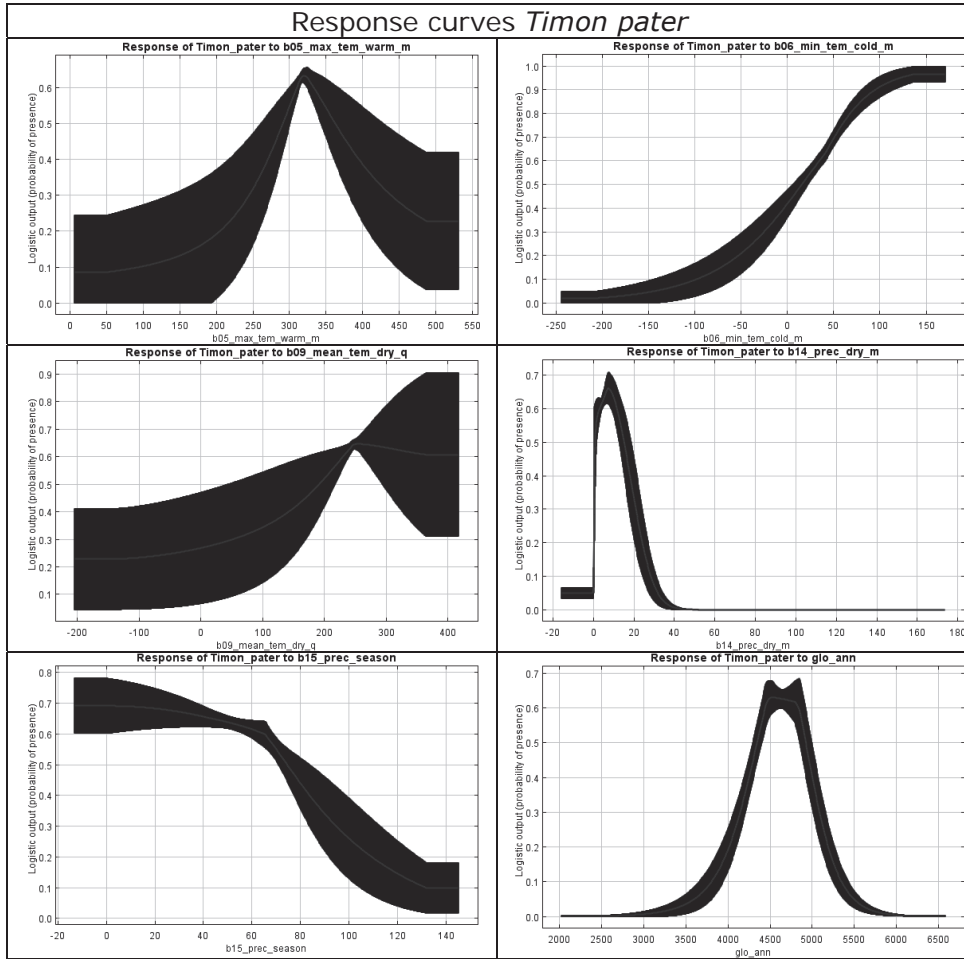 Response curves Timon pater
Response of Timon_pater to b05_max_tem_warm_m
Logistic output (probability of presence)
0.6
0.5
0.4
0.3
0.2
0.1
0.0
0 50 100 150 200 250 300 350 400 450 500 550
b05_max_tem_warm_m
Response of Timon_pater to b06_min_tem_cold_m
Logistic output (probability of presence)
1.0
0.9
0.8
0.7
0.6
0.5
0.4
0.3
0.2
0.1
0.0
-250 -200 -150 -100 -50 0 50 100 150
b06_min_tem_cold_m
Response of Timon_pater to b09_mean_tem_dry_q
Logistic output (probability of presence)
0.9
0.8
0.7
0.6
0.5
0.4
0.3
0.2
0.1
-200 -100 0 100 200 300 400
b09_mean_tem_dry_q
Response of Timon_pater to b14_prec_dry_m
Logistic output (probability of presence)
0.7
0.6
0.5
0.4
0.3
0.2
0.1
0.0
-20 0 20 40 60 80 100 120 140 160 180
b14_prec_dry_m
Response of Timon_pater to b15_prec_season
Logistic output (probability of presence)
0.8
0.7
0.6
0.5
0.4
0.3
0.2
0.1
0.0
-20 0 20 40 60 80 100 120 140
b15_prec_season
Response of Timon_pater to glo_ann
Logistic output (probability of presence)
0.7
0.6
0.5
0.4
0.3
0.2
0.1
0.0
2000 2500 3000 3500 4000 4500 5000 5500 6000 6500
glo_ann